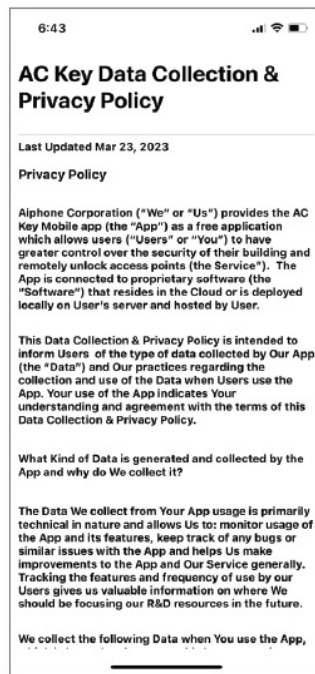 6:43
AC Key Data Collection &
Privacy Policy
Last Updated Mar 23, 2023
Privacy Policy
Aiphone Corporation (“We” or “Us”) provides the AC
Key Mobile app (the “App”) as a free application
which allows users (“Users” or “You”) to have
greater control over the security of their building and
remotely unlock access points (the Service”).  The
App is connected to proprietary software (the
“Software”) that resides in the Cloud or is deployed
locally on User’s server and hosted by User.
This Data Collection & Privacy Policy is intended to
inform Users  of the type of data collected by Our App
(the “Data”) and Our practices regarding the
collection and use of the Data when Users use the
App. Your use of the App indicates Your
understanding and agreement with the terms of this
Data Collection & Privacy Policy.
What Kind of Data is generated and collected by the
App and why do We collect it?
The Data We collect from Your App usage is primarily
technical in nature and allows Us to: monitor usage of
the App and its features, keep track of any bugs or
similar issues with the App and helps Us make
improvements to the App and Our Service generally.
Tracking the features and frequency of use by our
Users gives us valuable information on where We
should be focusing our R&D resources in the future.
We collect the following Data when You use the App,